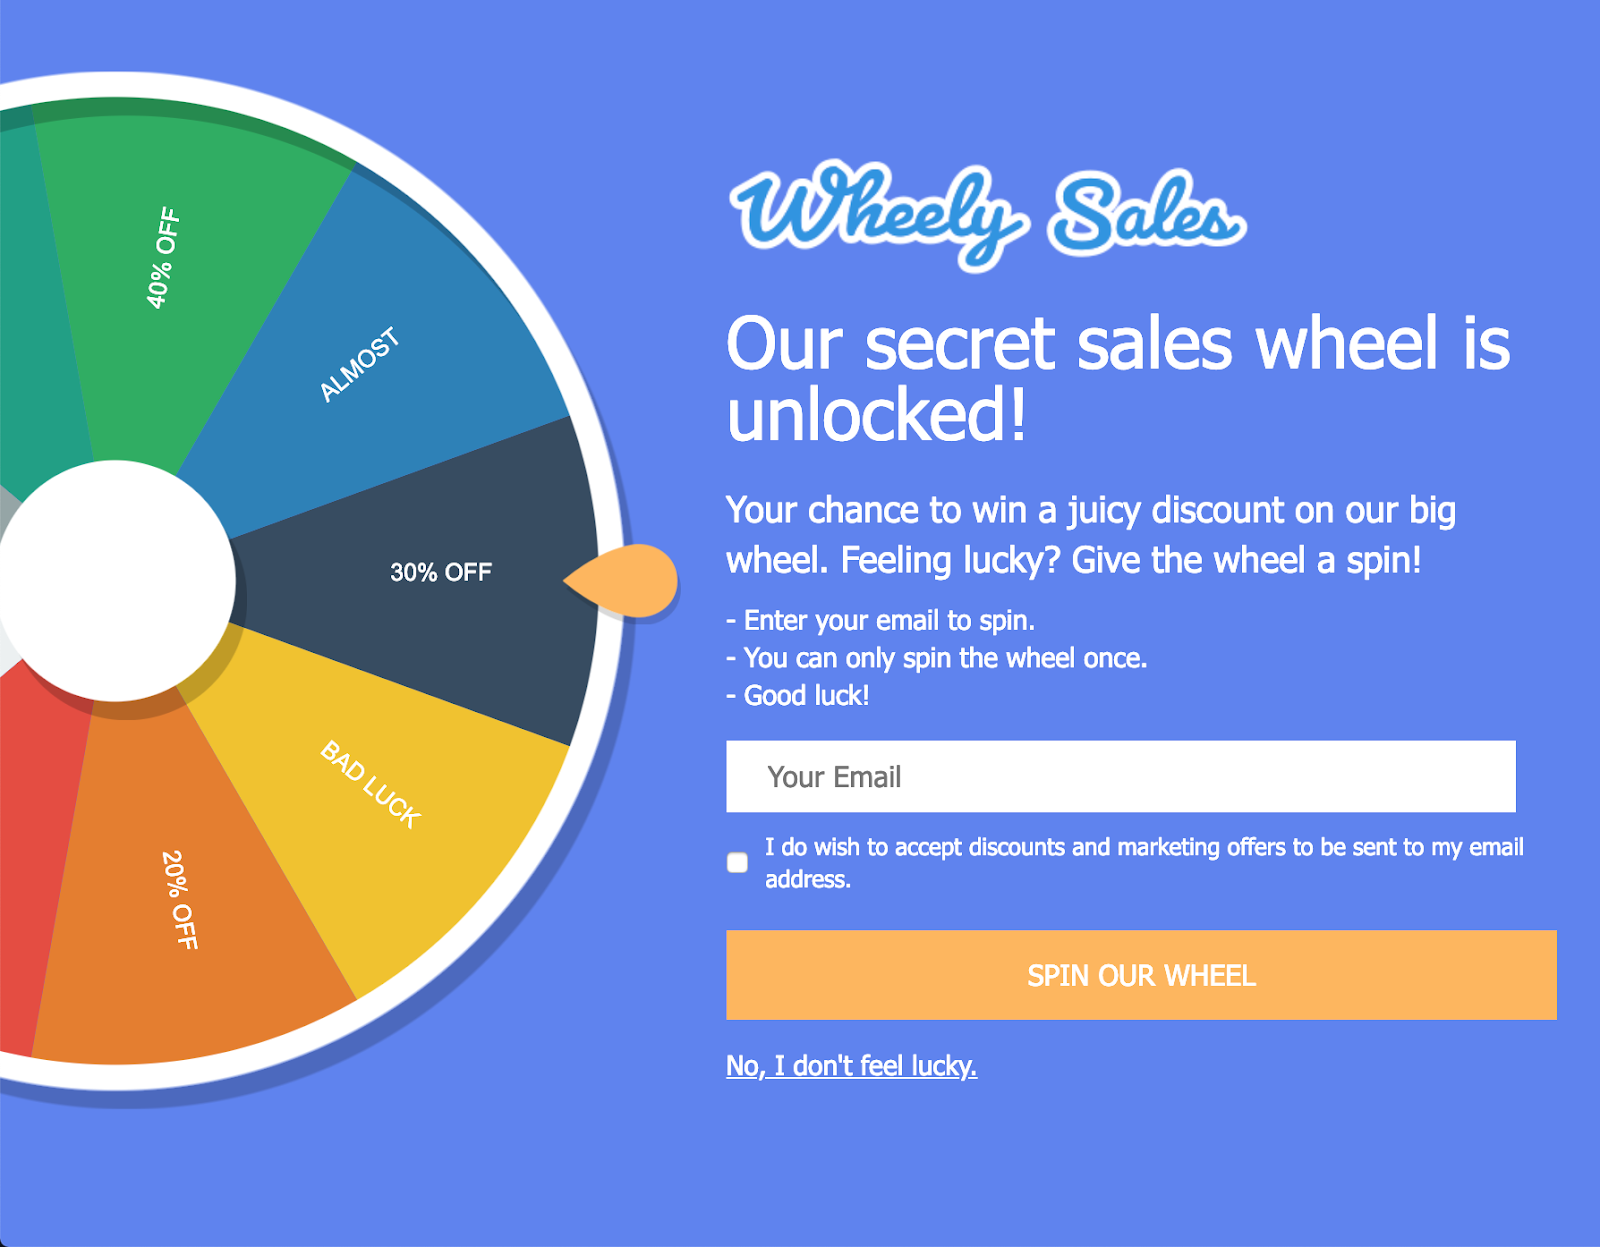 40% OFF
ALMOST
30% OFF
BAD LUCK
20% OFF
Wheely Sales
Our secret sales wheel is
unlocked!
Your chance to win a juicy discount on our big
wheel. Feeling lucky? Give the wheel a spin!
- Enter your email to spin.
- You can only spin the wheel once.
- Good luck!
Your Email
I do wish to accept discounts and marketing offers to be sent to my email
address.
SPIN OUR WHEEL
No, I don't feel lucky.